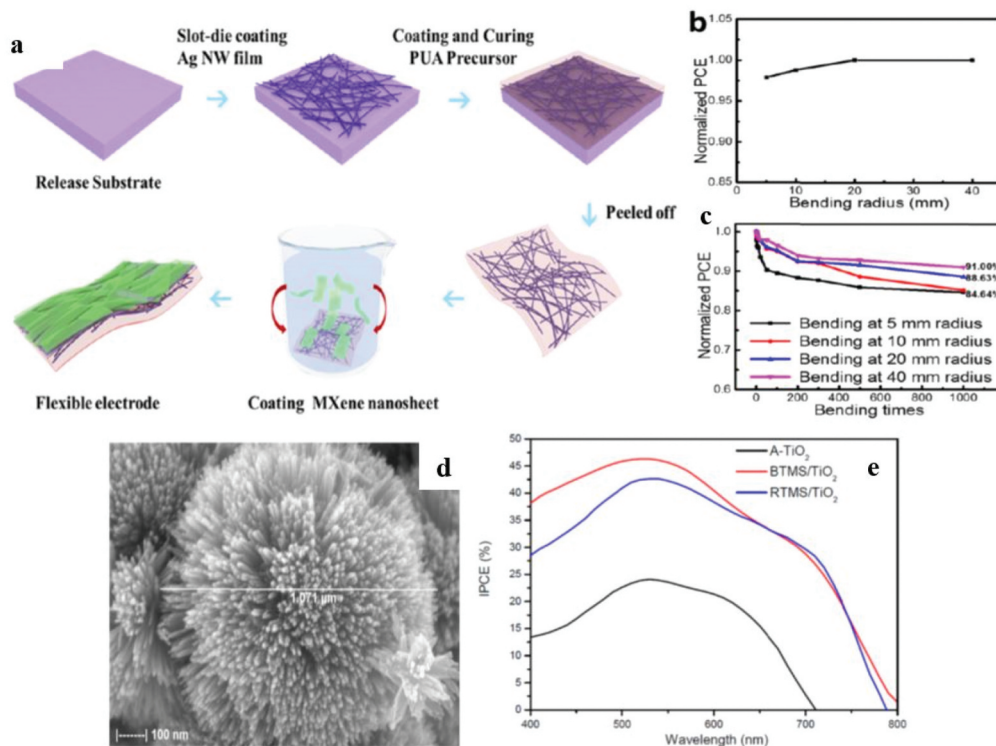 a
Slot-die coating
Ag NW film
Coating and Curing
PUA Precursor
Release Substrate
Peeled off
Flexible electrode
Coating MXene nanosheet
b
1.05
1.00
0.95
0.90
0.85
Normalized PCE
0 10 20 30 40
Bending radius (mm)
c
1.0
0.9
0.8
0.7
0.6
Normalized PCE
91.00%
88.63%
84.64%
Bending at 5 mm radius
Bending at 10 mm radius
Bending at 20 mm radius
Bending at 40 mm radius
0 200 400 600 800 1000
Bending times
d
1.071 µm
100 nm
e
50
45
40
35
30
25
20
15
10
5
0
IPCE (%)
A-TiO₂
BTMS/TiO₂
RTMS/TiO₂
400 500 600 700 800
Wavelength (nm)